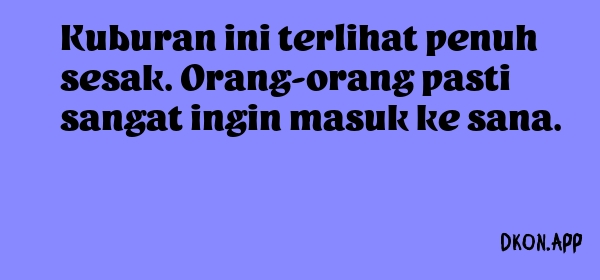 Kuburan ini terlihat penuh
sesak. Orang-orang pasti
sangat ingin masuk ke sana.
DKON.APP